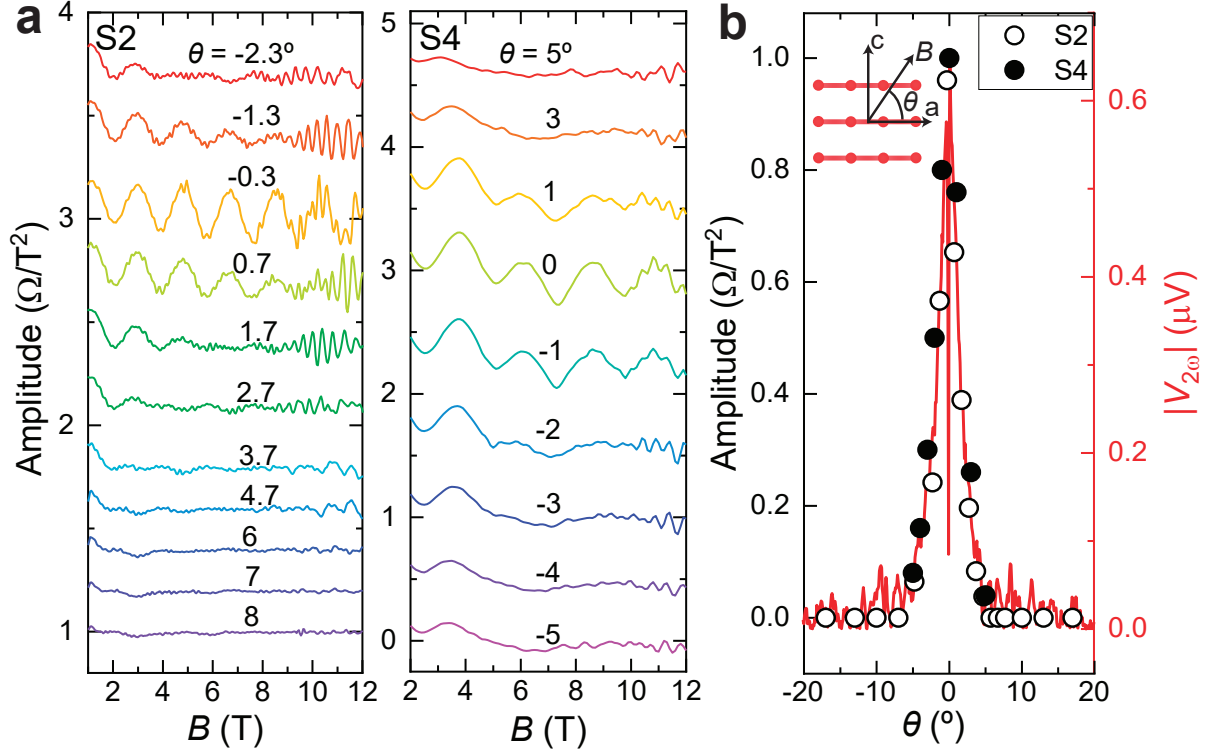 a
S2
θ = -2.3º
-1.3
-0.3
0.7
1.7
2.7
3.7
4.7
6
7
8
4
3
2
1
Amplitude (Ω/T²)
2 4 6 8 10 12
B (T)
S4
θ = 5º
3
1
0
-1
-2
-3
-4
-5
5
4
3
2
1
0
2 4 6 8 10 12
B (T)
b
S2
S4
c
B
θ
a
1.0
0.8
0.6
0.4
0.2
0.0
Amplitude (Ω/T²)
0.6
0.4
0.2
0.0
|V2ω| (μV)
-20 -10 0 10 20
θ (º)